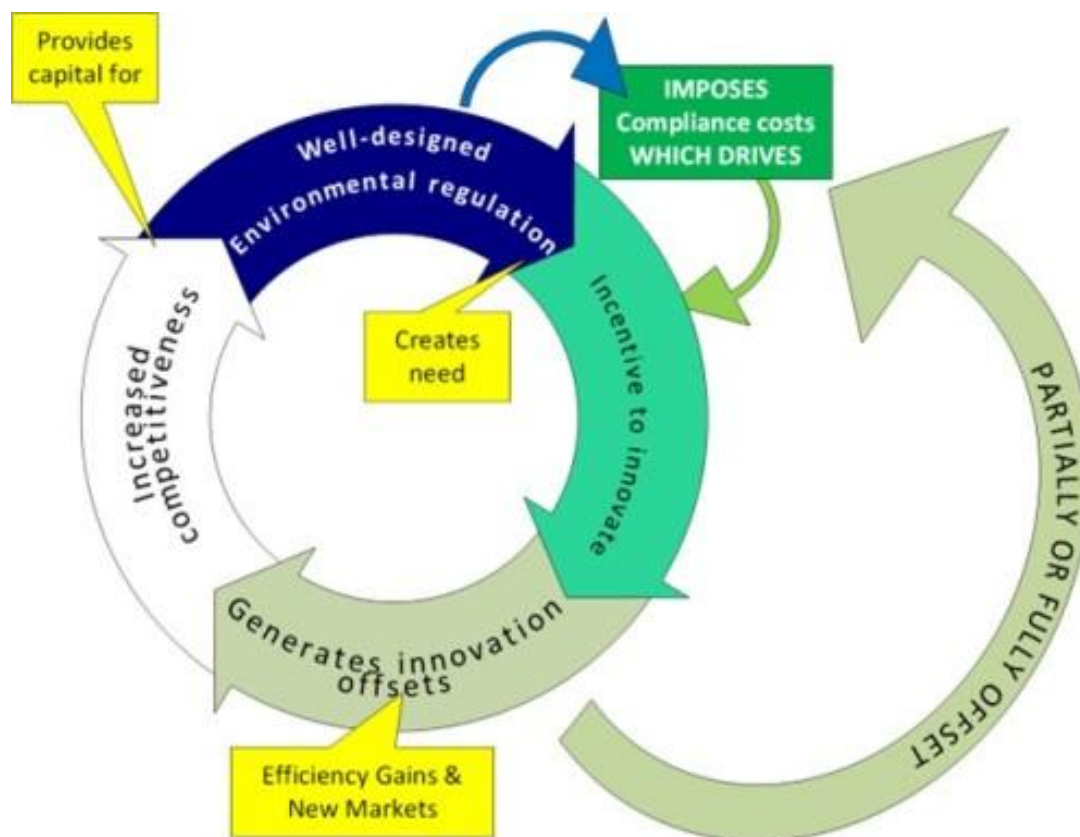 Provides
capital for
Well-designed
Environmental regulation
IMPOSES
Compliance costs
WHICH DRIVES
Creates
need
Incentive to innovate
Increased
competitiveness
Generates innovation
offsets
Efficiency Gains &
New Markets
PARTIALLY OR FULLY OFFSET